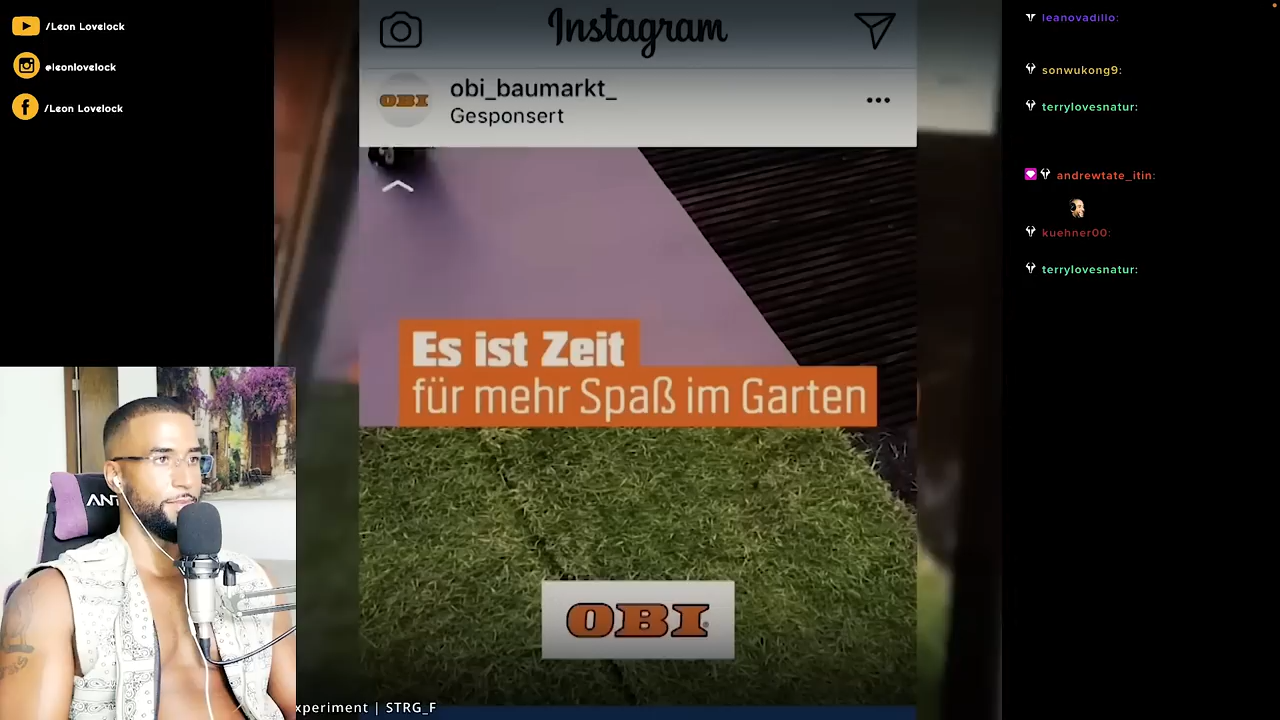 /Leon Lovelock
@leonlovelock
/Leon Lovelock
Instagram
obi_baumarkt_
Gesponsert
Es ist Zeit
für mehr Spaß im Garten
OBI
OBI
xperiment | STRG_F
leanovadillo:
sonwukong9:
terrylovesnatur:
andrewtate_itin:
kuehner00:
terrylovesnatur: